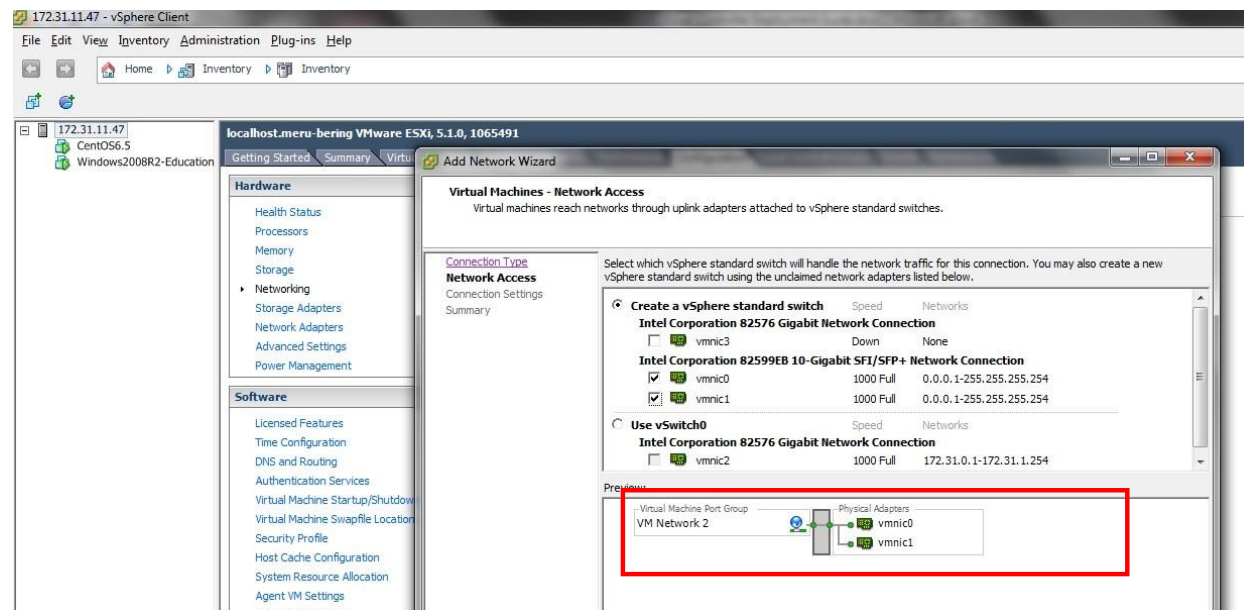 172.31.11.47 - vSphere Client
File Edit View Inventory Administration Plug-ins Help
Home Inventory Inventory
172.31.11.47
CentOS6.5
Windows2008R2-Education
localhost.meru-bering VMware ESXi, 5.1.0, 1065491
Getting Started Summary Virtu
Hardware
Health Status
Processors
Memory
Storage
Networking
Storage Adapters
Network Adapters
Advanced Settings
Power Management
Software
Licensed Features
Time Configuration
DNS and Routing
Authentication Services
Virtual Machine Startup/Shutdow
Virtual Machine Swapfile Location
Security Profile
Host Cache Configuration
System Resource Allocation
Agent VM Settings
Add Network Wizard
Virtual Machines - Network Access
Virtual machines reach networks through uplink adapters attached to vSphere standard switches.
Connection Type
Network Access
Connection Settings
Summary
Select which vSphere standard switch will handle the network traffic for this connection. You may also create a new
vSphere standard switch using the unclaimed network adapters listed below.
Create a vSphere standard switch Speed Networks
Intel Corporation 82576 Gigabit Network Connection
vmnic3 Down None
Intel Corporation 82599EB 10-Gigabit SFI/SFP+ Network Connection
vmnic0 1000 Full 0.0.0.1-255.255.255.254
vmnic1 1000 Full 0.0.0.1-255.255.255.254
Use vSwitch0 Speed Networks
Intel Corporation 82576 Gigabit Network Connection
vmnic2 1000 Full 172.31.0.1-172.31.1.254
Preview:
Virtual Machine Port Group Physical Adapters
VM Network 2 vmnic0
vmnic1